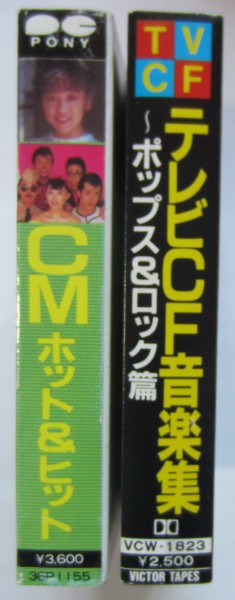 PONY
CM
ホット&ヒット
¥3,600
36P1155
TV
CF
テレビCF音楽集
～ポップス&ロック篇
VCW-1823
¥2,500
VICTOR TAPES